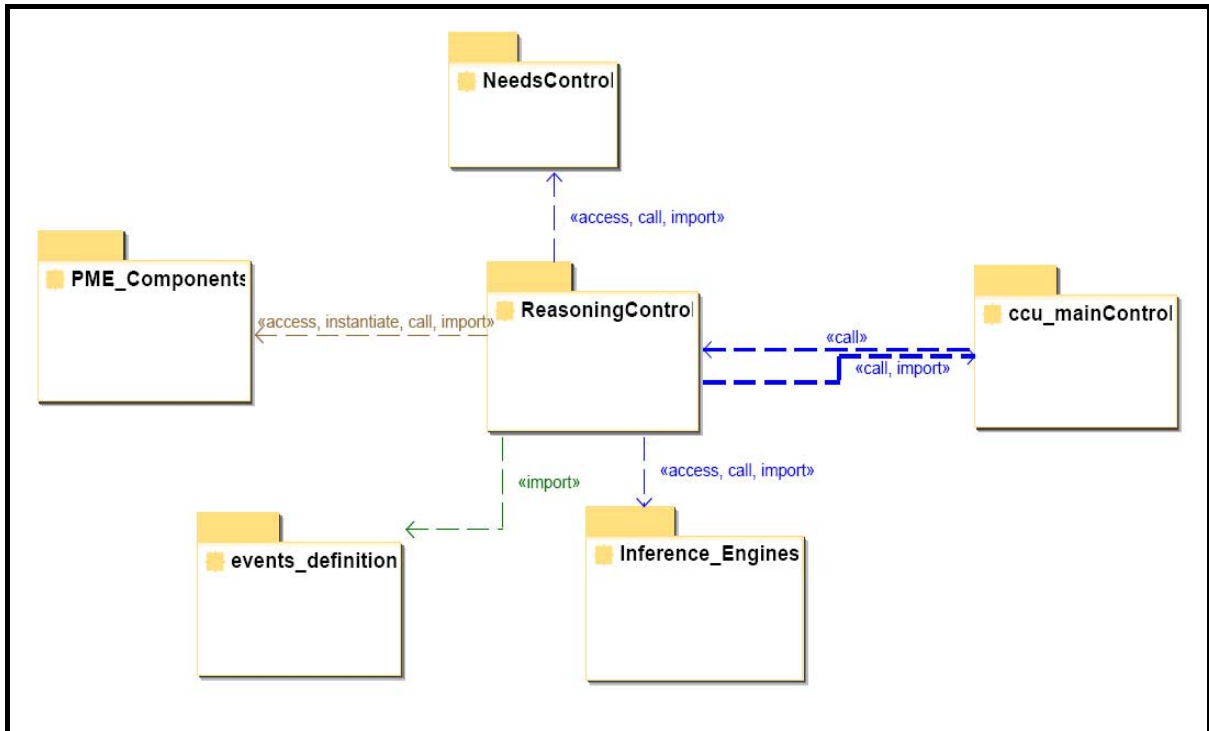 NeedsControl
«access, call, import»
PME_Components
«access, instantiate, call, import»
ReasoningControl
ccu_mainControl
«call»
«call, import»
«access, call, import»
«import»
events_definition
Inference_Engines